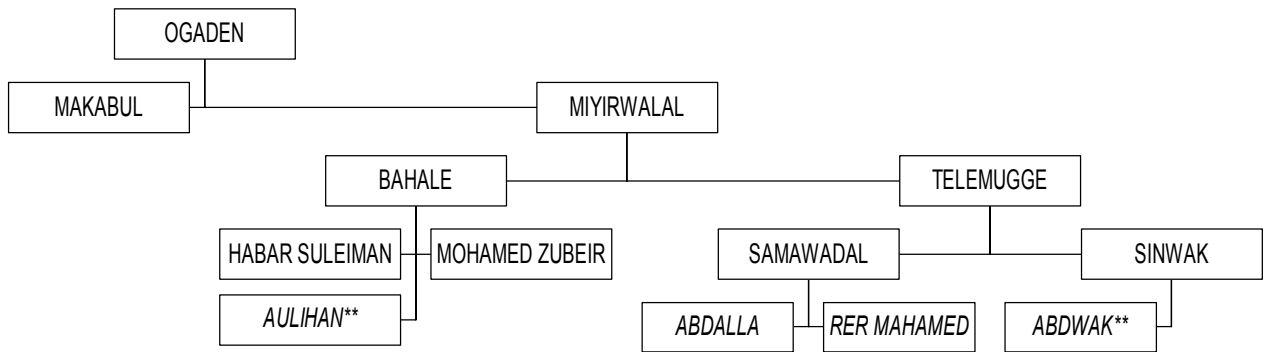 OGADEN
MAKABUL
MIYIRWALAL
BAHALE
TELEMUGGE
HABAR SULEIMAN
MOHAMED ZUBEIR
SAMAWADAL
SINWAK
AULIHAN**
ABDALLA
RER MAHAMED
ABDWAK**